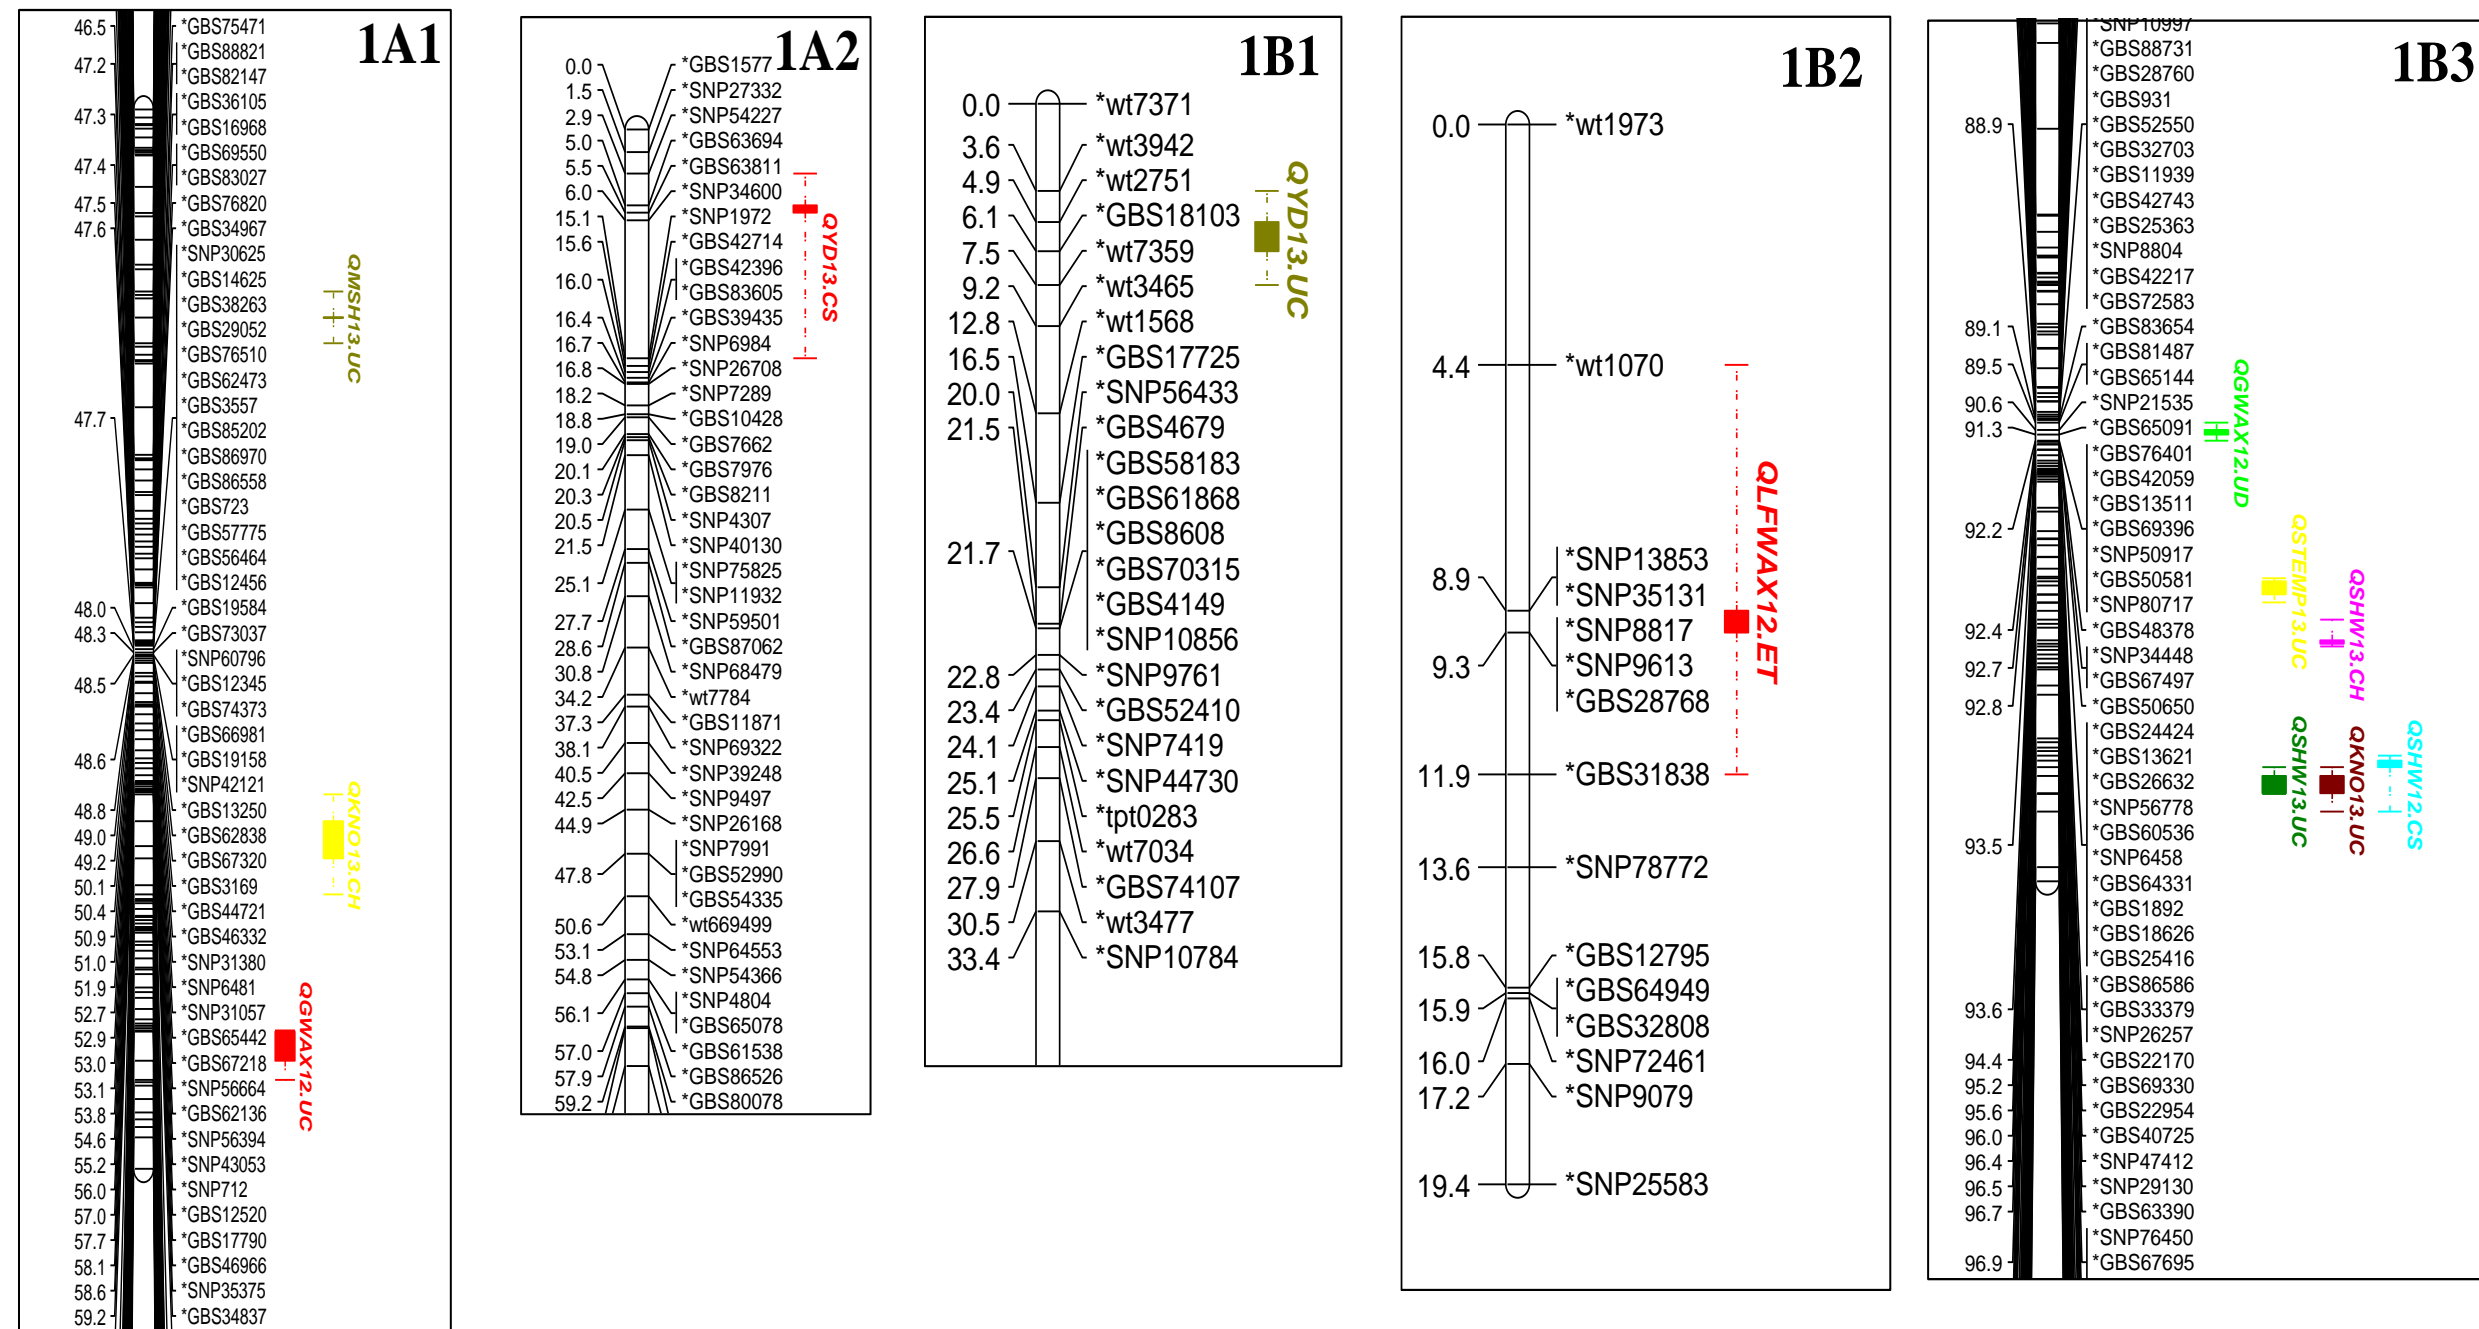 1A1
46.5 *GBS75471
*GBS88821
47.2
*GBS82147
*GBS36105
47.3
*GBS16968
*GBS69550
47.4
*GBS83027
47.5 *GBS76820
47.6 *GBS34967
*SNP30625
*GBS14625
*GBS38263
*GBS29052
*GBS76510
*GBS62473
*GBS3557
47.7
*GBS85202
*GBS86970
*GBS86558
*GBS723
*GBS57775
*GBS56464
*GBS12456
48.0 *GBS19584
48.3 *GBS73037
*SNP60796
48.5 *GBS12345
*GBS74373
*GBS66981
48.6 *GBS19158
*SNP42121
48.8 *GBS13250
49.0 *GBS62838
49.2 *GBS67320
50.1 *GBS3169
50.4 *GBS44721
50.9 *GBS46332
51.0 *SNP31380
51.9 *SNP6481
52.7 *SNP31057
52.9 *GBS65442
53.0 *GBS67218
53.1 *SNP56664
53.8 *GBS62136
54.6 *SNP56394
55.2 *SNP43053
56.0 *SNP712
57.0 *GBS12520
57.7 *GBS17790
58.1 *GBS46966
58.6 *SNP35375
59.2 *GBS34837
QMSH13.UC
QKNO13.CH
QGWAX12.UC
1A2
0.0 *GBS1577
1.5 *SNP27332
2.9 *SNP54227
5.0 *GBS63694
5.5 *GBS63811
6.0 *SNP34600
15.1 *SNP1972
15.6 *GBS42714
*GBS42396
16.0
*GBS83605
16.4 *GBS39435
16.7 *SNP6984
16.8 *SNP26708
18.2 *SNP7289
18.8 *GBS10428
19.0 *GBS7662
20.1 *GBS7976
20.3 *GBS8211
20.5 *SNP4307
21.5 *SNP40130
*SNP75825
25.1
*SNP11932
27.7 *SNP59501
28.6 *GBS87062
30.8 *SNP68479
34.2 *wt7784
37.3 *GBS11871
38.1 *SNP69322
40.5 *SNP39248
42.5 *SNP9497
44.9 *SNP26168
*SNP7991
47.8 *GBS52990
*GBS54335
50.6 *wt669499
53.1 *SNP64553
54.8 *SNP54366
*SNP4804
56.1
*GBS65078
57.0 *GBS61538
57.9 *GBS86526
59.2 *GBS80078
QYD13.CS
1B1
0.0 *wt7371
3.6 *wt3942
4.9 *wt2751
6.1 *GBS18103
7.5 *wt7359
9.2 *wt3465
12.8 *wt1568
16.5 *GBS17725
20.0 *SNP56433
21.5 *GBS4679
*GBS58183
*GBS61868
*GBS8608
21.7
*GBS70315
*GBS4149
*SNP10856
22.8 *SNP9761
23.4 *GBS52410
24.1 *SNP7419
25.1 *SNP44730
25.5 *tpt0283
26.6 *wt7034
27.9 *GBS74107
30.5 *wt3477
33.4 *SNP10784
QYD13.UC
1B2
0.0 *wt1973
4.4 *wt1070
*SNP13853
8.9
*SNP35131
*SNP8817
9.3 *SNP9613
*GBS28768
11.9 *GBS31838
13.6 *SNP78772
15.8 *GBS12795
*GBS64949
15.9
*GBS32808
16.0 *SNP72461
17.2 *SNP9079
19.4 *SNP25583
QLFWAX12.ET
1B3
*SNP10997
*GBS88731
*GBS28760
*GBS931
88.9 *GBS52550
*GBS32703
*GBS11939
*GBS42743
*GBS25363
*SNP8804
*GBS42217
*GBS72583
89.1 *GBS83654
*GBS81487
89.5
*GBS65144
90.6 *SNP21535
91.3 *GBS65091
*GBS76401
*GBS42059
*GBS13511
92.2 *GBS69396
*SNP50917
*GBS50581
*SNP80717
92.4 *GBS48378
*SNP34448
92.7
*GBS67497
92.8 *GBS50650
*GBS24424
*GBS13621
*GBS26632
*SNP56778
*GBS60536
93.5
*SNP6458
*GBS64331
*GBS1892
*GBS18626
*GBS25416
*GBS86586
93.6 *GBS33379
*SNP26257
94.4 *GBS22170
95.2 *GBS69330
95.6 *GBS22954
96.0 *GBS40725
96.4 *SNP47412
96.5 *SNP29130
96.7 *GBS63390
*SNP76450
96.9 *GBS67695
QGWAX12.UD
QSTEMP13.UC
QSHW13.CH
QSHW13.UC
QKNO13.UC
QSHW12.CS